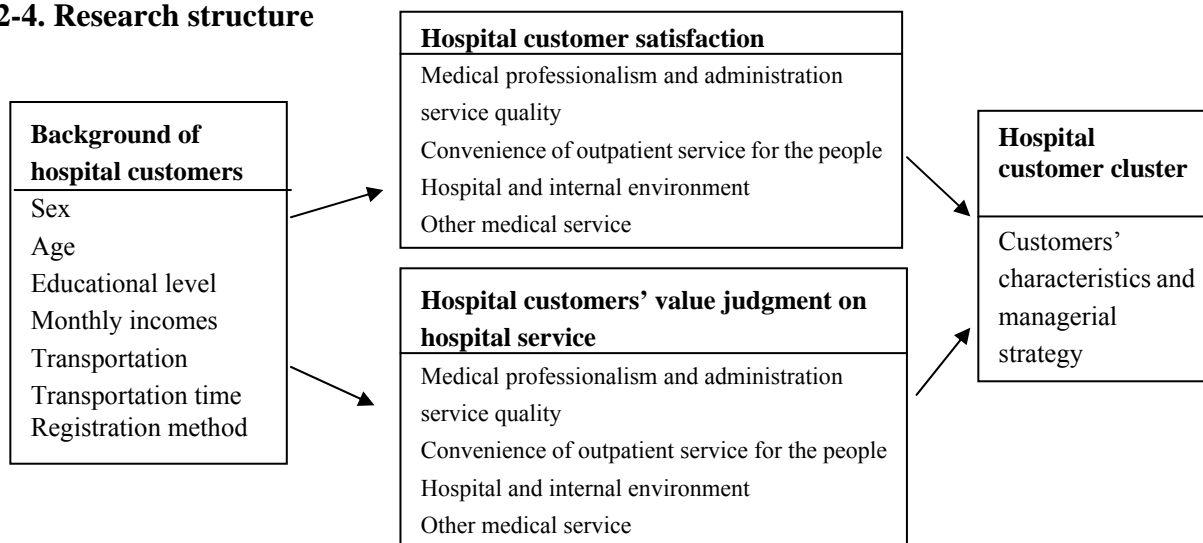 2-4. Research structure
Background of
hospital customers
Sex
Age
Educational level
Monthly incomes
Transportation
Transportation time
Registration method
Hospital customer satisfaction
Medical professionalism and administration
service quality
Convenience of outpatient service for the people
Hospital and internal environment
Other medical service
Hospital customers’ value judgment on
hospital service
Medical professionalism and administration
service quality
Convenience of outpatient service for the people
Hospital and internal environment
Other medical service
Hospital
customer cluster
Customers’
characteristics and
managerial
strategy